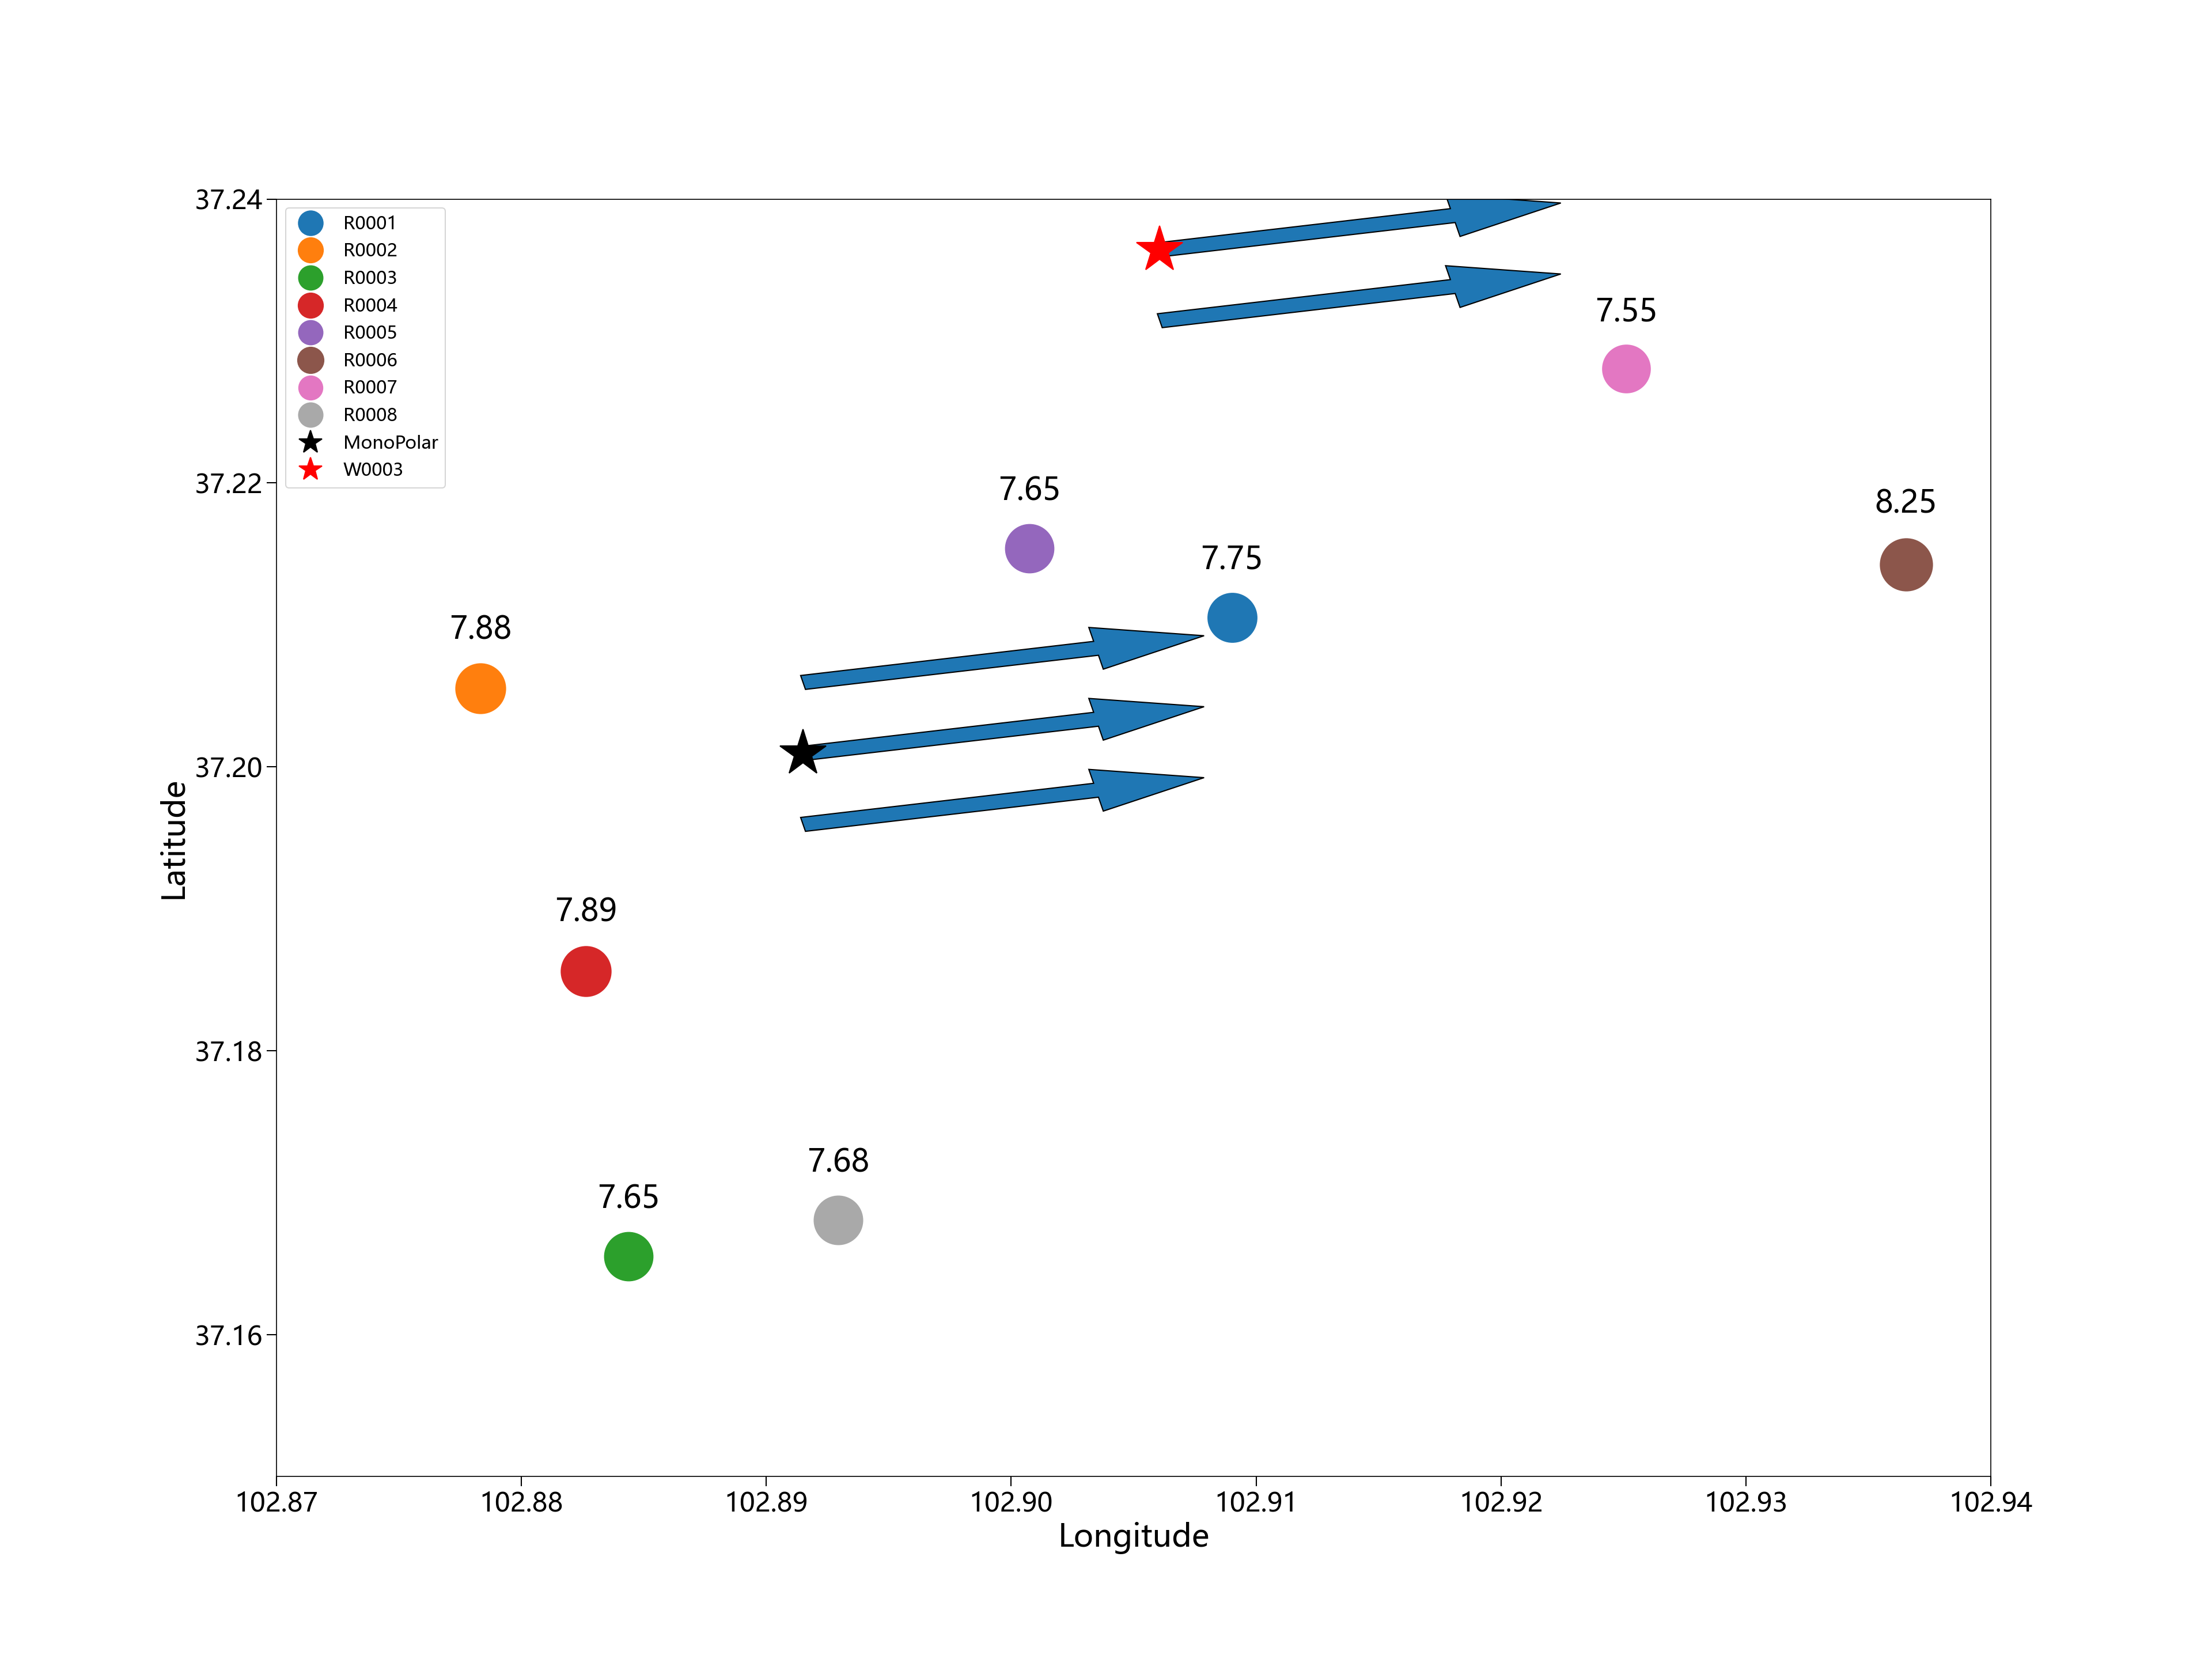 37.24
37.22
37.20
37.18
37.16
Latitude
R0001
R0002
R0003
R0004
R0005
R0006
R0007
R0008
MonoPolar
W0003
7.55
7.65
8.25
7.75
7.88
7.89
7.68
7.65
102.87 102.88 102.89 102.90 102.91 102.92 102.93 102.94
Longitude